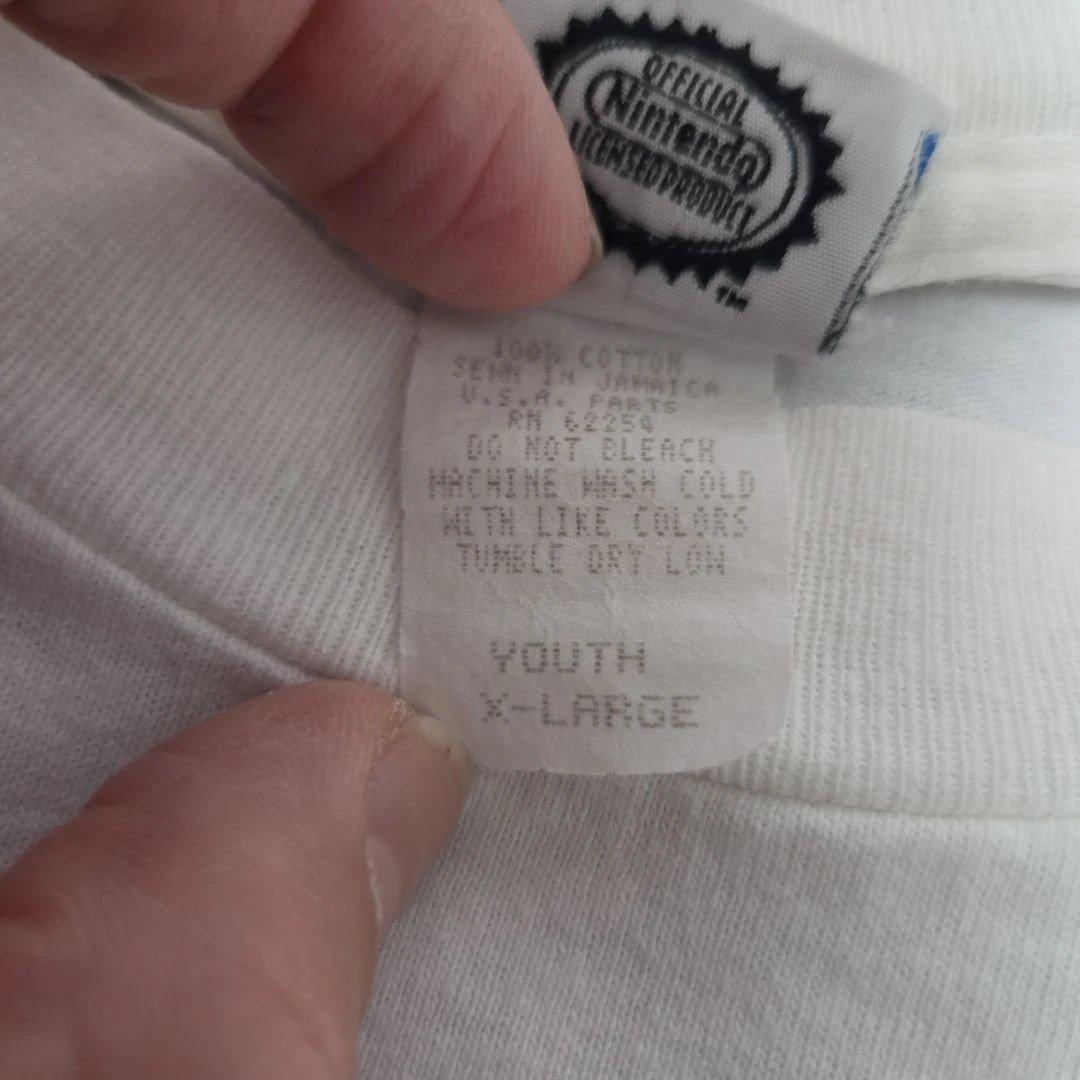 OFFICIAL
Nintendo
LICENSED PRODUCT
TM
100% COTTON
SEWN IN JAMAICA
U.S.A. PARTS
RN 62254
DO NOT BLEACH
MACHINE WASH COLD
WITH LIKE COLORS
TUMBLE DRY LOW
YOUTH
X-LARGE